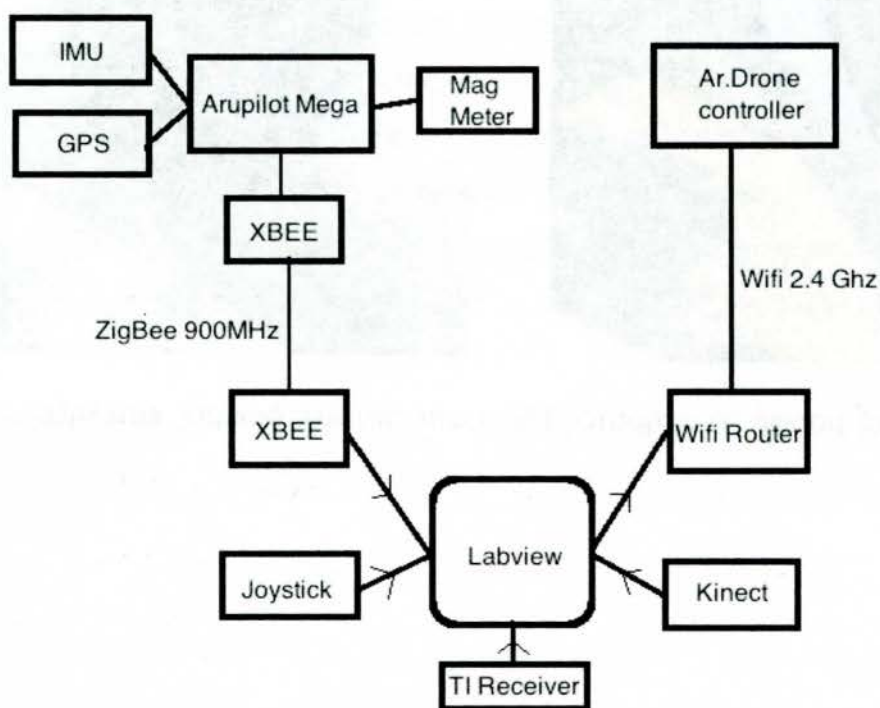 IMU
GPS
Arupilot Mega
Mag
Meter
Ar.Drone
controller
XBEE
Wifi 2.4 Ghz
ZigBee 900MHz
XBEE
Wifi Router
Labview
Joystick
Kinect
TI Receiver